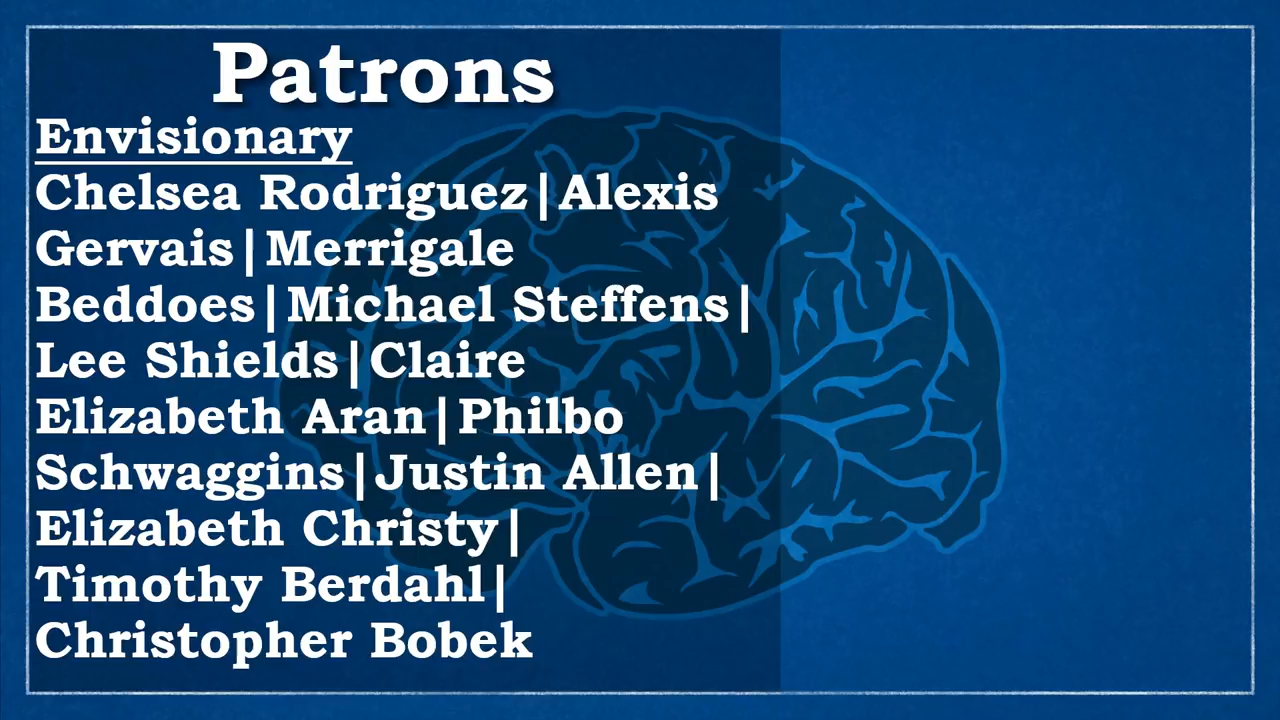 Patrons
Envisionary
Chelsea Rodriguez|Alexis
Gervais|Merrigale
Beddoes|Michael Steffens|
Lee Shields|Claire
Elizabeth Aran|Philbo
Schwaggins|Justin Allen|
Elizabeth Christy|
Timothy Berdahl|
Christopher Bobek